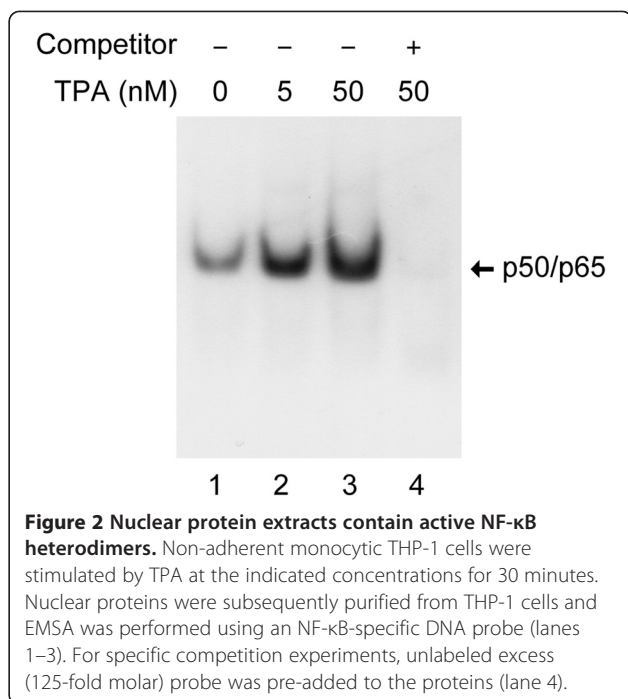 Competitor – – – +
TPA (nM) 0 5 50 50
← p50/p65
1 2 3 4
Figure 2 Nuclear protein extracts contain active NF-κB
heterodimers. Non-adherent monocytic THP-1 cells were
stimulated by TPA at the indicated concentrations for 30 minutes.
Nuclear proteins were subsequently purified from THP-1 cells and
EMSA was performed using an NF-κB-specific DNA probe (lanes
1–3). For specific competition experiments, unlabeled excess
(125-fold molar) probe was pre-added to the proteins (lane 4).